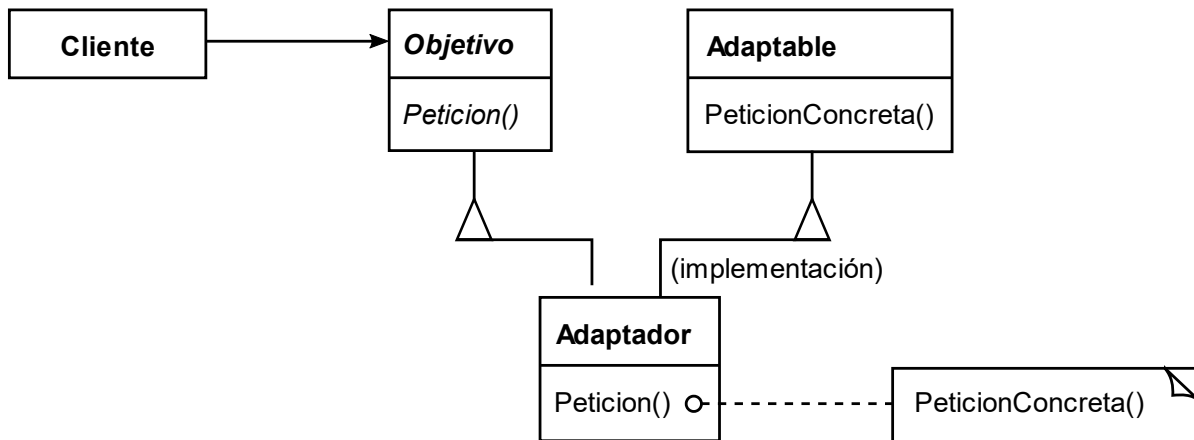 Cliente
Objetivo
Peticion()
Adaptable
PeticionConcreta()
(implementación)
Adaptador
Peticion()
PeticionConcreta()